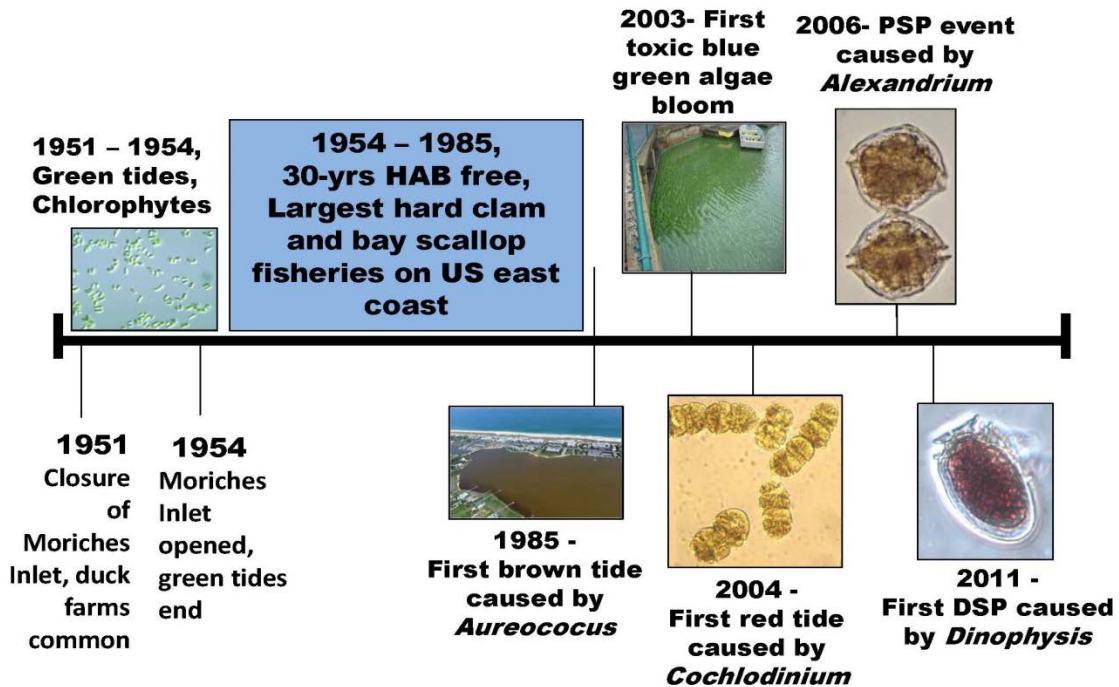 1951 – 1954,
Green tides,
Chlorophytes
1954 – 1985,
30-yrs HAB free,
Largest hard clam
and bay scallop
fisheries on US east
coast
2003- First
toxic blue
green algae
bloom
2006- PSP event
caused by
Alexandrium
1951
Closure
of
Moriches
Inlet, duck
farms
common
1954
Moriches
Inlet
opened,
green tides
end
1985 -
First brown tide
caused by
Aureococus
2004 -
First red tide
caused by
Cochlodinium
2011 -
First DSP caused
by Dinophysis